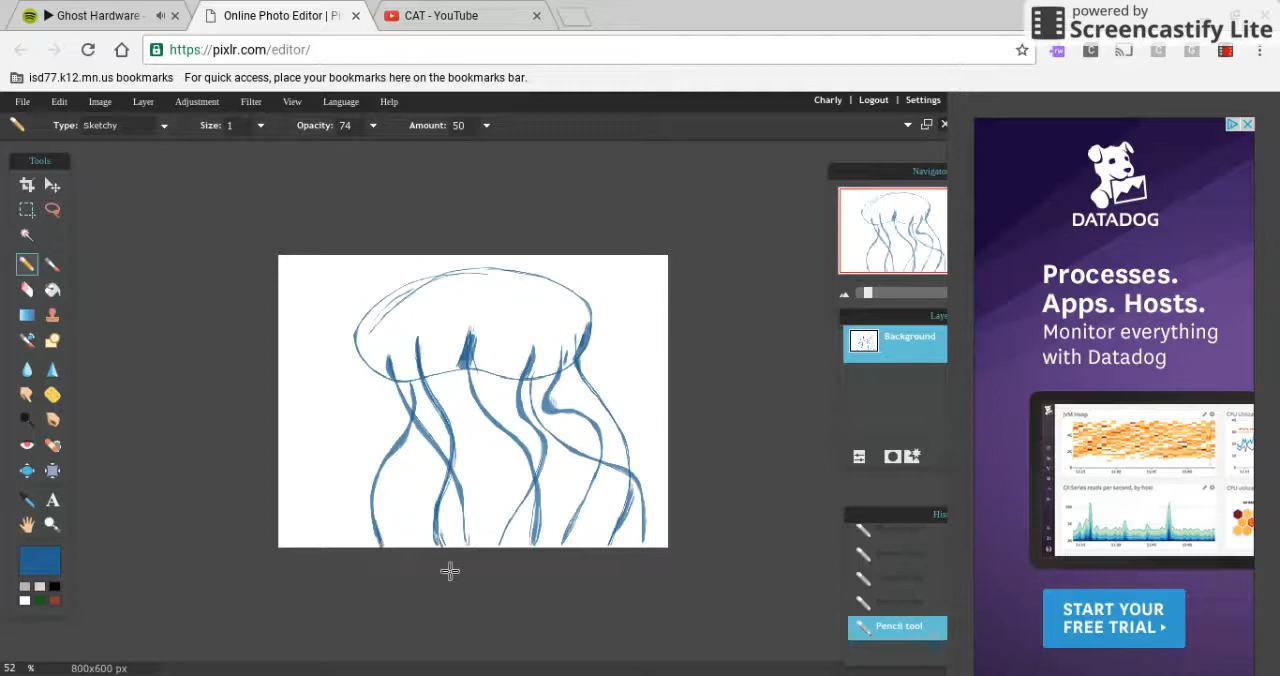 Ghost Hardware -
Online Photo Editor | Pi
CAT - YouTube
powered by
Screencastify Lite
https://pixlr.com/editor/
isd77.k12.mn.us bookmarks
For quick access, place your bookmarks here on the bookmarks bar.
File Edit Image Layer Adjustment Filter View Language Help
Charly | Logout | Settings
Type: Sketchy Size: 1 Opacity: 74 Amount: 50
Tools
Navigato
Laye
Background
His
Pencil tool
52 % 800x600 px
DATADOG
Processes.
Apps. Hosts.
Monitor everything
with Datadog
START YOUR
FREE TRIAL